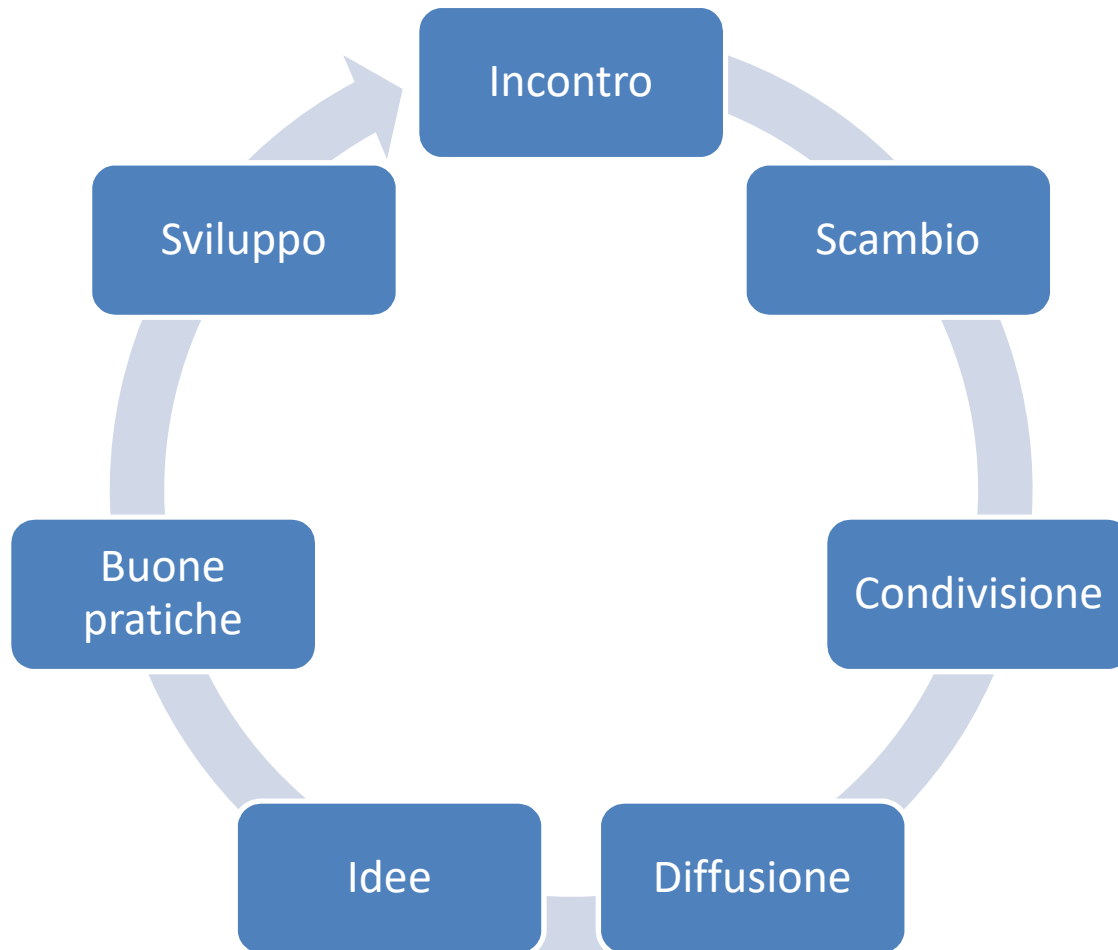 Incontro
Scambio
Condivisione
Diffusione
Idee
Buone
pratiche
Sviluppo